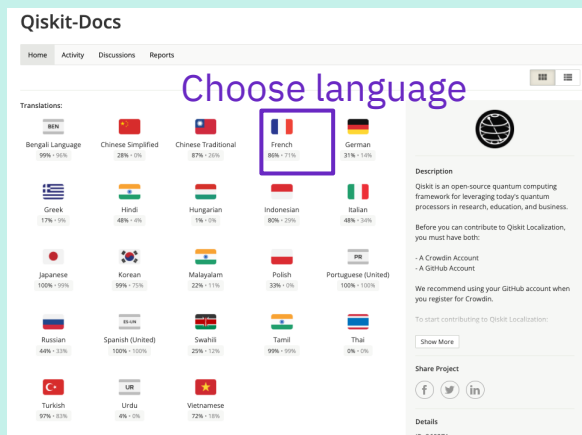 Qiskit-Docs
Home Activity Discussions Reports
Choose language
Translations:
BEN
Bengali Language Chinese Simplified Chinese Traditional French German
99% • 96% 28% • 0% 87% • 26% 86% • 71% 31% • 14%
Greek Hindi Hungarian Indonesian Italian
17% • 9% 48% • 4% 1% • 0% 80% • 29% 48% • 34%
PR
Japanese Korean Malayalam Polish Portuguese (United)
100% • 99% 99% • 75% 22% • 11% 33% • 0% 100% • 100%
ES-UN
Russian Spanish (United) Swahili Tamil Thai
44% • 33% 100% • 100% 25% • 12% 99% • 99% 0% • 0%
UR
Turkish Urdu Vietnamese
97% • 83% 4% • 0% 72% • 18%
Description
Qiskit is an open-source quantum computing
framework for leveraging today's quantum
processors in research, education, and business.
Before you can contribute to Qiskit Localization,
you must have both:
- A Crowdin Account
- A GitHub Account
We recommend using your GitHub account when
you register for Crowdin.
To start contributing to Qiskit Localization:
Show More
Share Project
f in
Details